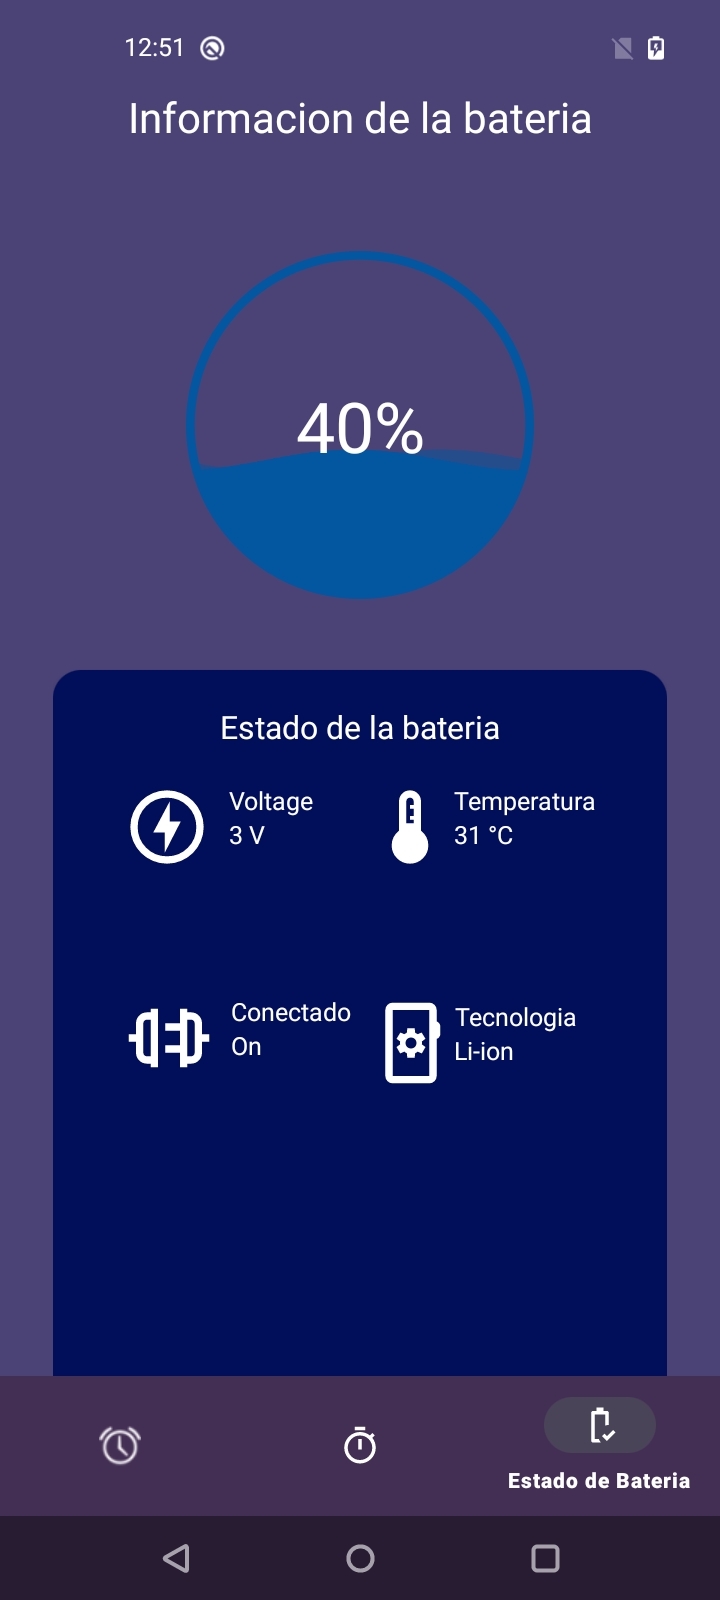 12:51
Informacion de la bateria
40%
Estado de la bateria
Voltage
3 V
Temperatura
31 °C
Conectado
On
Tecnologia
Li-ion
Estado de Bateria